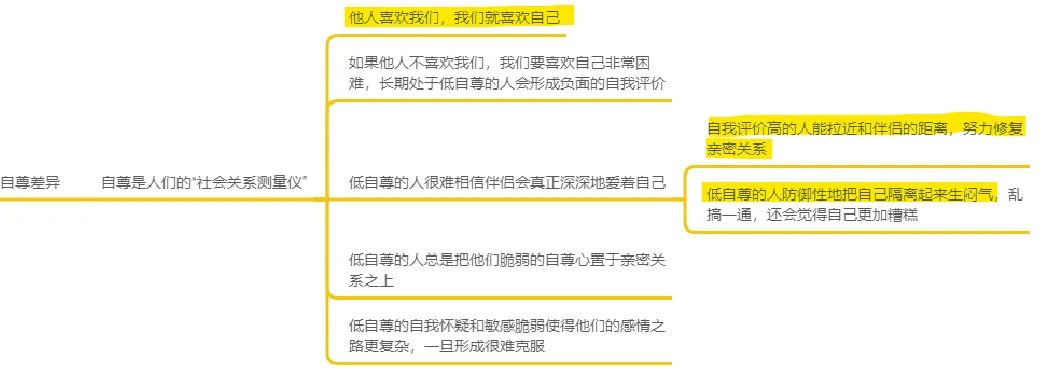 他人喜欢我们，我们就喜欢自己
如果他人不喜欢我们，我们要喜欢自己非常困
难，长期处于低自尊的人会形成负面的自我评价
自我评价高的人能拉近和伴侣的距离，努力修复
亲密关系
自尊差异
自尊是人们的“社会关系测量仪”
低自尊的人很难相信伴侣会真正深深地爱着自己
低自尊的人防御性地把自己隔离起来生闷气，乱
搞一通，还会觉得自己更加糟糕
低自尊的人总是把他们脆弱的自尊心置于亲密关
系之上
低自尊的自我怀疑和敏感脆弱使得他们的感情之
路更复杂，一旦形成很难克服